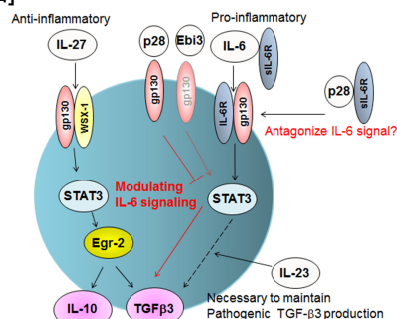 Anti-inflammatory
Pro-inflammatory
IL-27
p28
Ebi3
IL-6
sIL-6R
gp130
WSX-1
gp130
gp130
IL-6R
gp130
p28
sIL-6R
Antagonize IL-6 signal?
STAT3
Modulating
IL-6 signaling
STAT3
Egr-2
IL-23
IL-10
TGFβ3
Necessary to maintain
Pathogenic TGF-β3 production